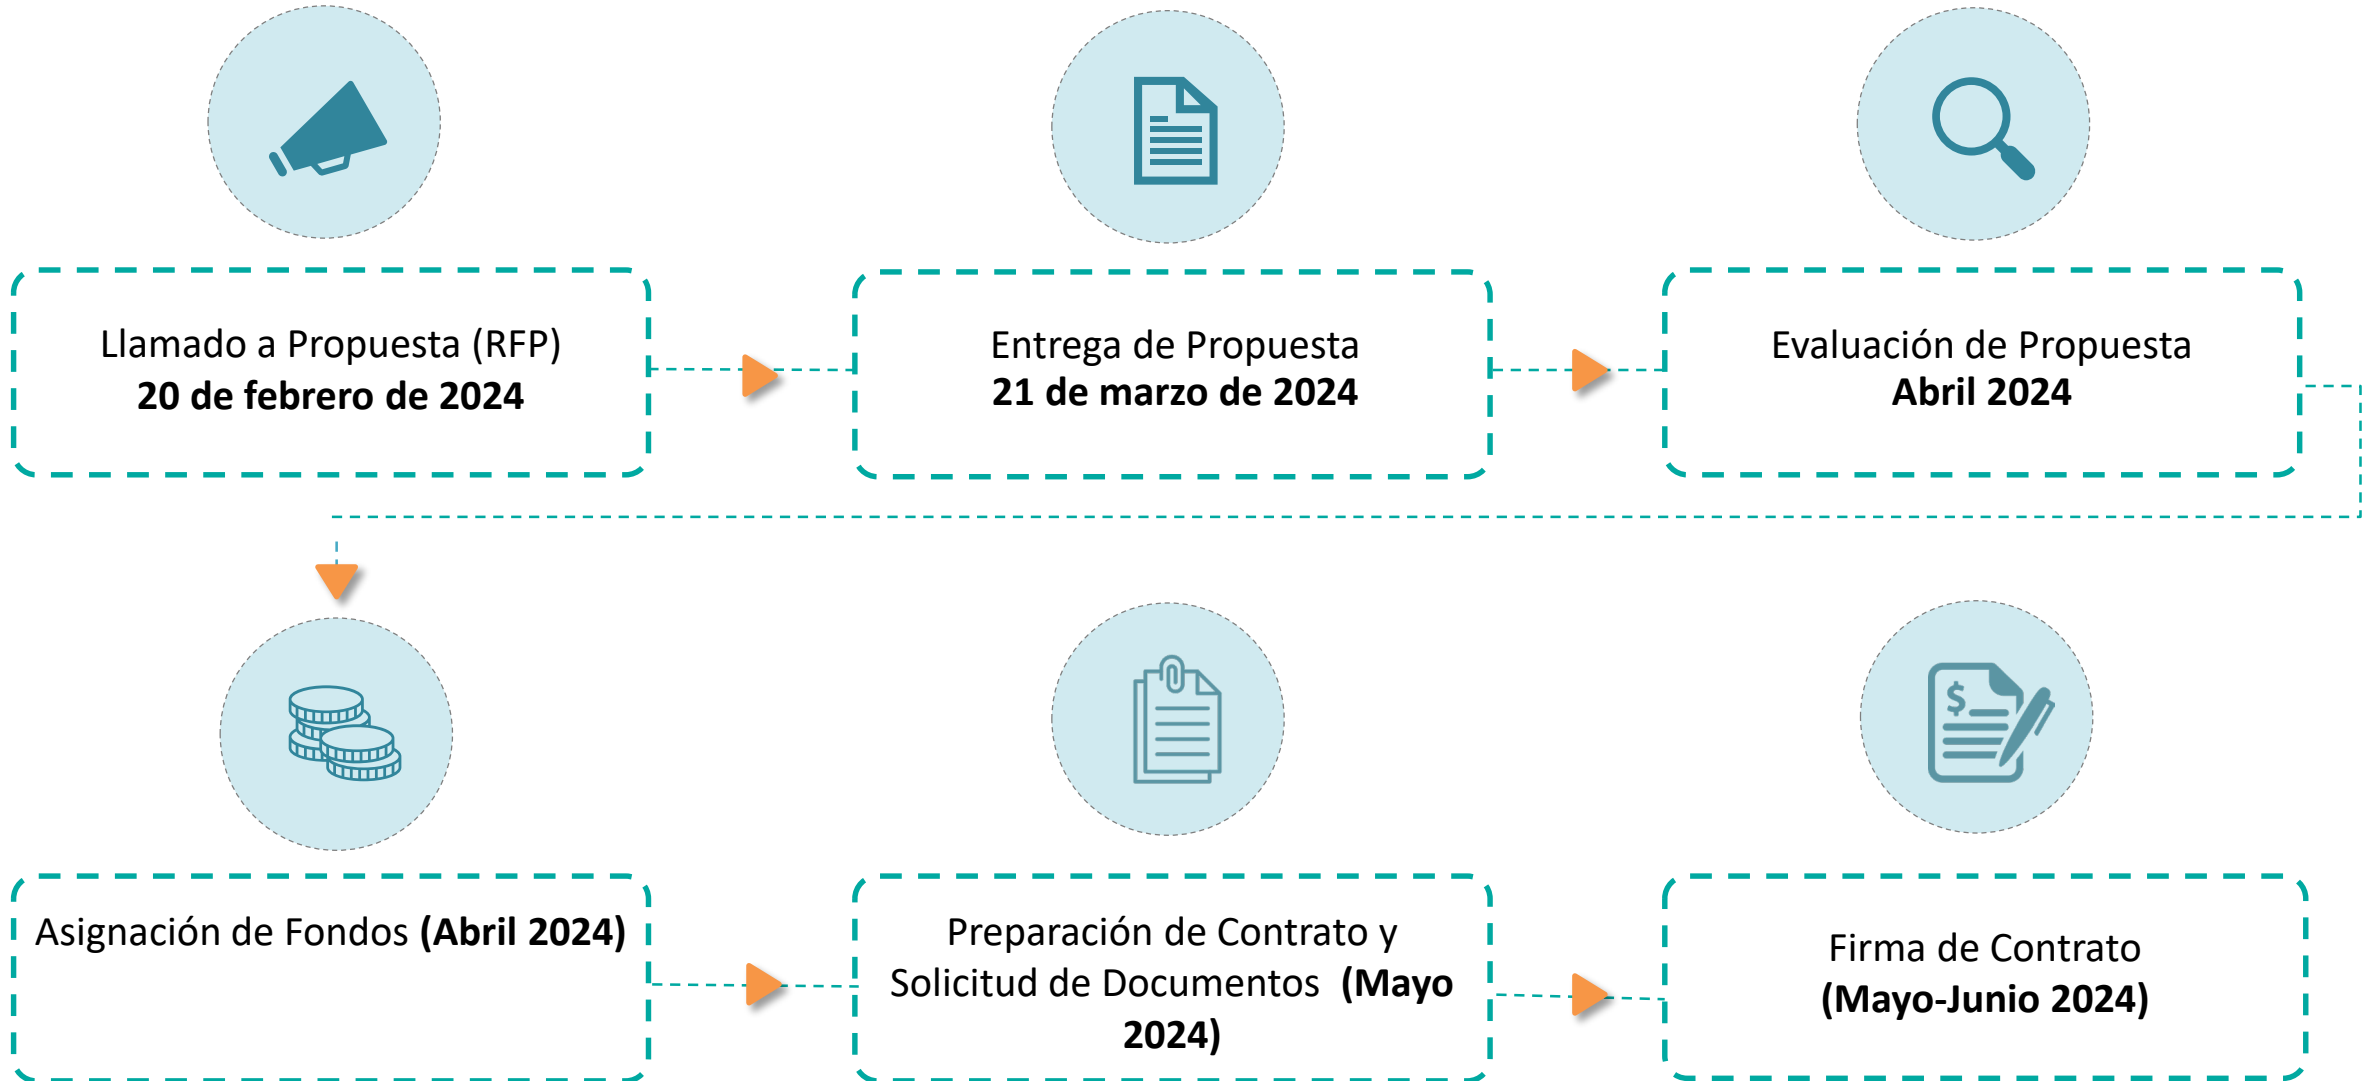 Llamado a Propuesta (RFP)
20 de febrero de 2024
Entrega de Propuesta
21 de marzo de 2024
Evaluación de Propuesta
Abril 2024
Asignación de Fondos (Abril 2024)
Preparación de Contrato y
Solicitud de Documentos (Mayo
2024)
Firma de Contrato
(Mayo-Junio 2024)
$